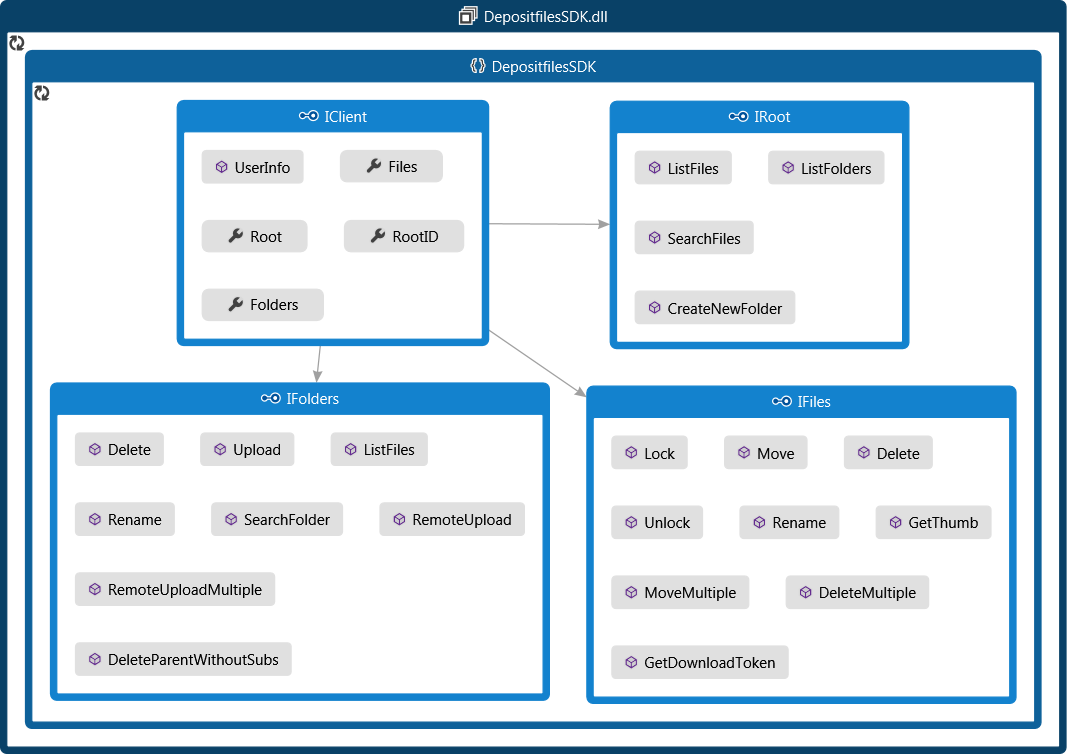 DepositfilesSDK.dll
DepositfilesSDK
IClient
UserInfo
Files
Root
RootID
Folders
IRoot
ListFiles
ListFolders
SearchFiles
CreateNewFolder
IFolders
Delete
Upload
ListFiles
Rename
SearchFolder
RemoteUpload
RemoteUploadMultiple
DeleteParentWithoutSubs
IFiles
Lock
Move
Delete
Unlock
Rename
GetThumb
MoveMultiple
DeleteMultiple
GetDownloadToken